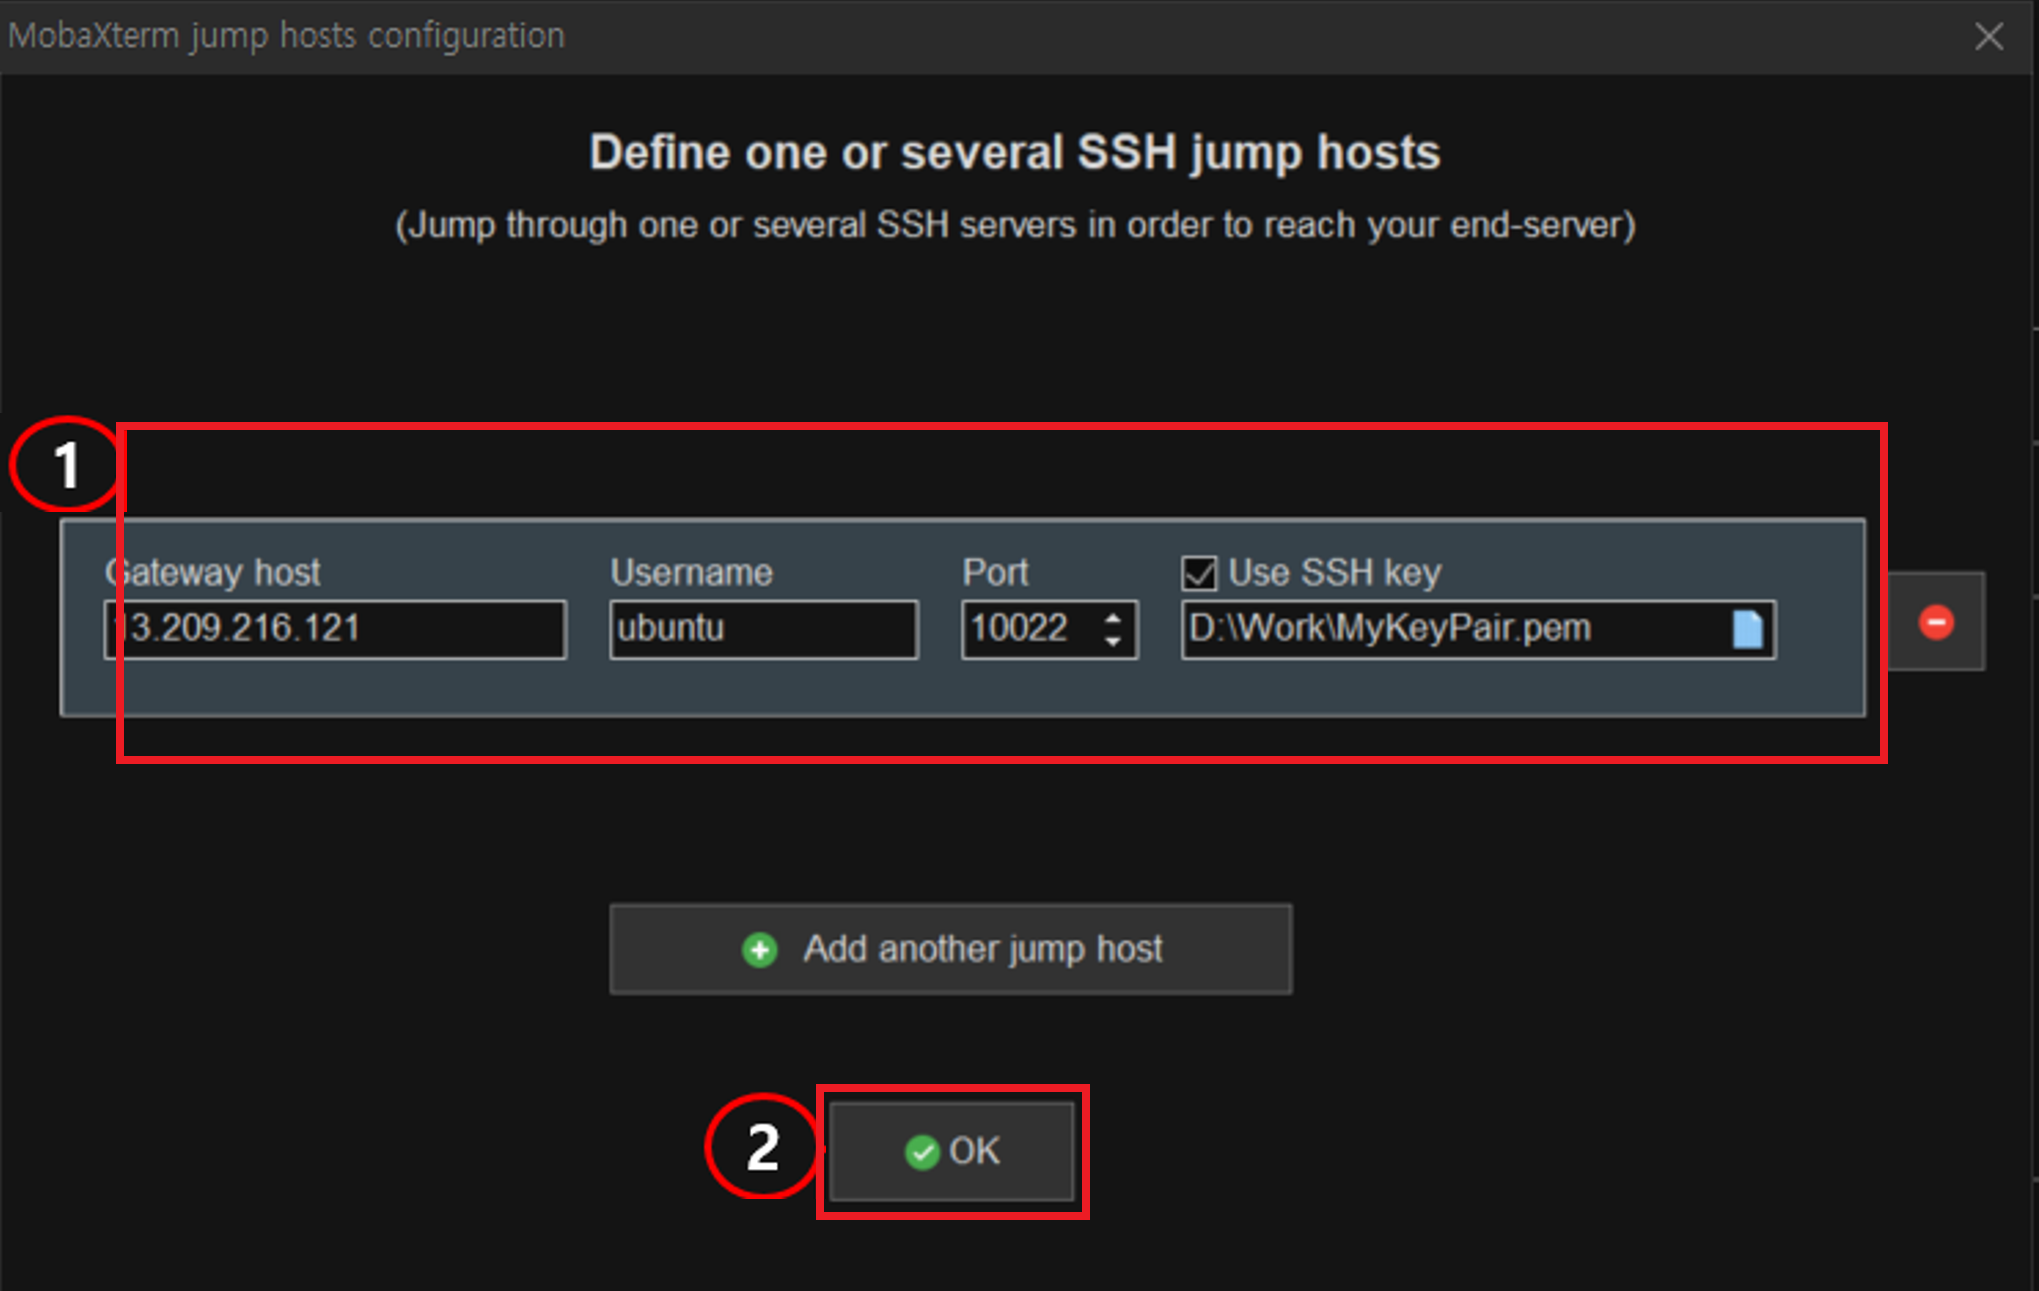 MobaXterm jump hosts configuration
Define one or several SSH jump hosts
(Jump through one or several SSH servers in order to reach your end-server)
1
Gateway host Username Port Use SSH key
13.209.216.121 ubuntu 10022 D:\Work\MyKeyPair.pem
Add another jump host
2 OK